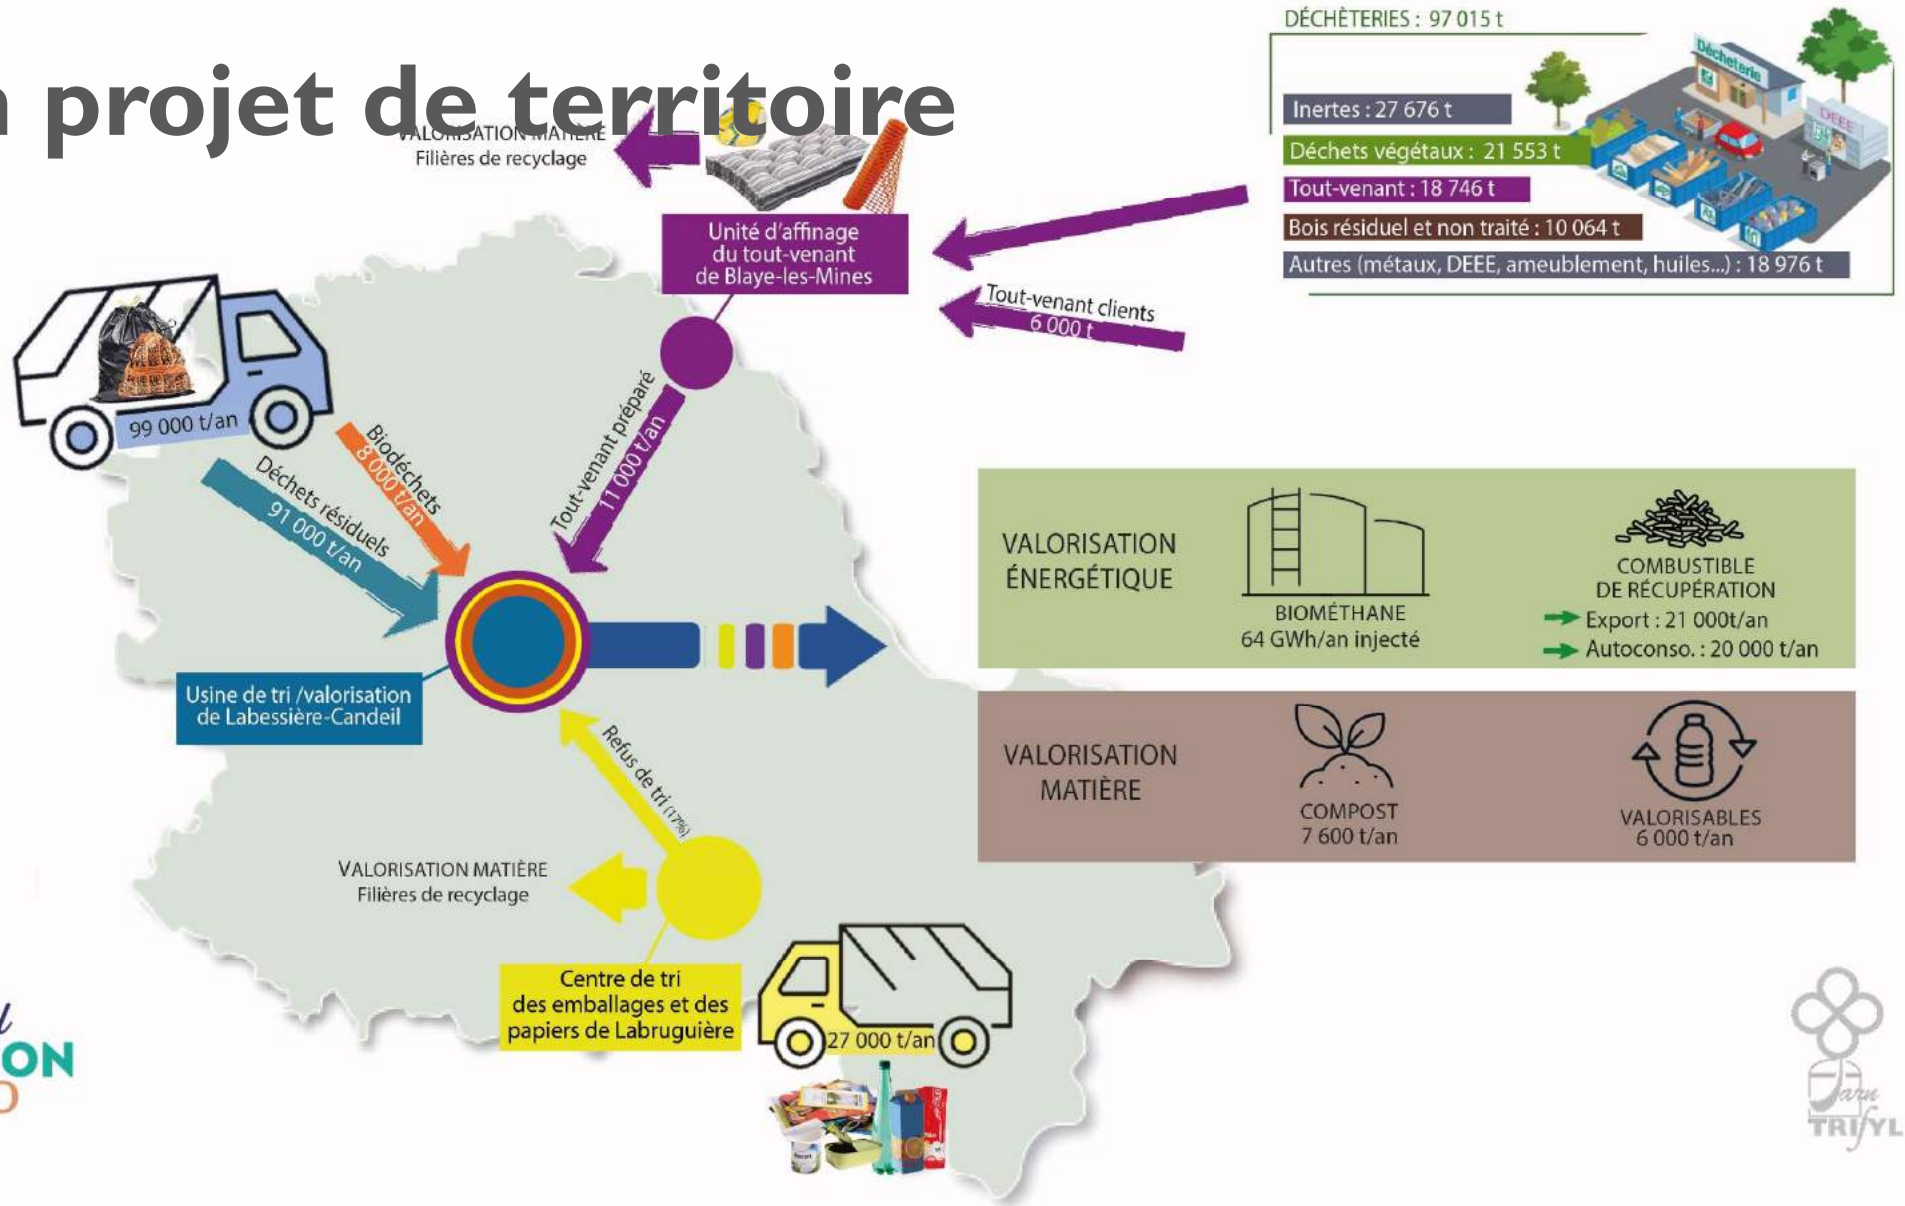 projet de territoire
DÉCHÈTERIES : 97 015 t
Inertes : 27 676 t
Déchets végétaux : 21 553 t
Tout-venant : 18 746 t
Bois résiduel et non traité : 10 064 t
Autres (métaux, DEEE, ameublement, huiles...) : 18 976 t
Déchèterie
DEEE
VALORISATION MATIÈRE
Filières de recyclage
Unité d'affinage
du tout-venant
de Blaye-les-Mines
Tout-venant clients
6 000 t
99 000 t/an
Biodéchets
8 000 t/an
Déchets résiduels
91 000 t/an
Tout-venant préparé
11 000 t/an
Usine de tri /valorisation
de Labessière-Candeil
VALORISATION
ÉNERGÉTIQUE
BIOMÉTHANE
64 GWh/an injecté
COMBUSTIBLE
DE RÉCUPÉRATION
Export : 21 000t/an
Autoconso. : 20 000 t/an
VALORISATION
MATIÈRE
COMPOST
7 600 t/an
VALORISABLES
6 000 t/an
Refus de tri (17%)
VALORISATION MATIÈRE
Filières de recyclage
Centre de tri
des emballages et des
papiers de Labruguière
27 000 t/an
ON
Tarn
TRIFYL